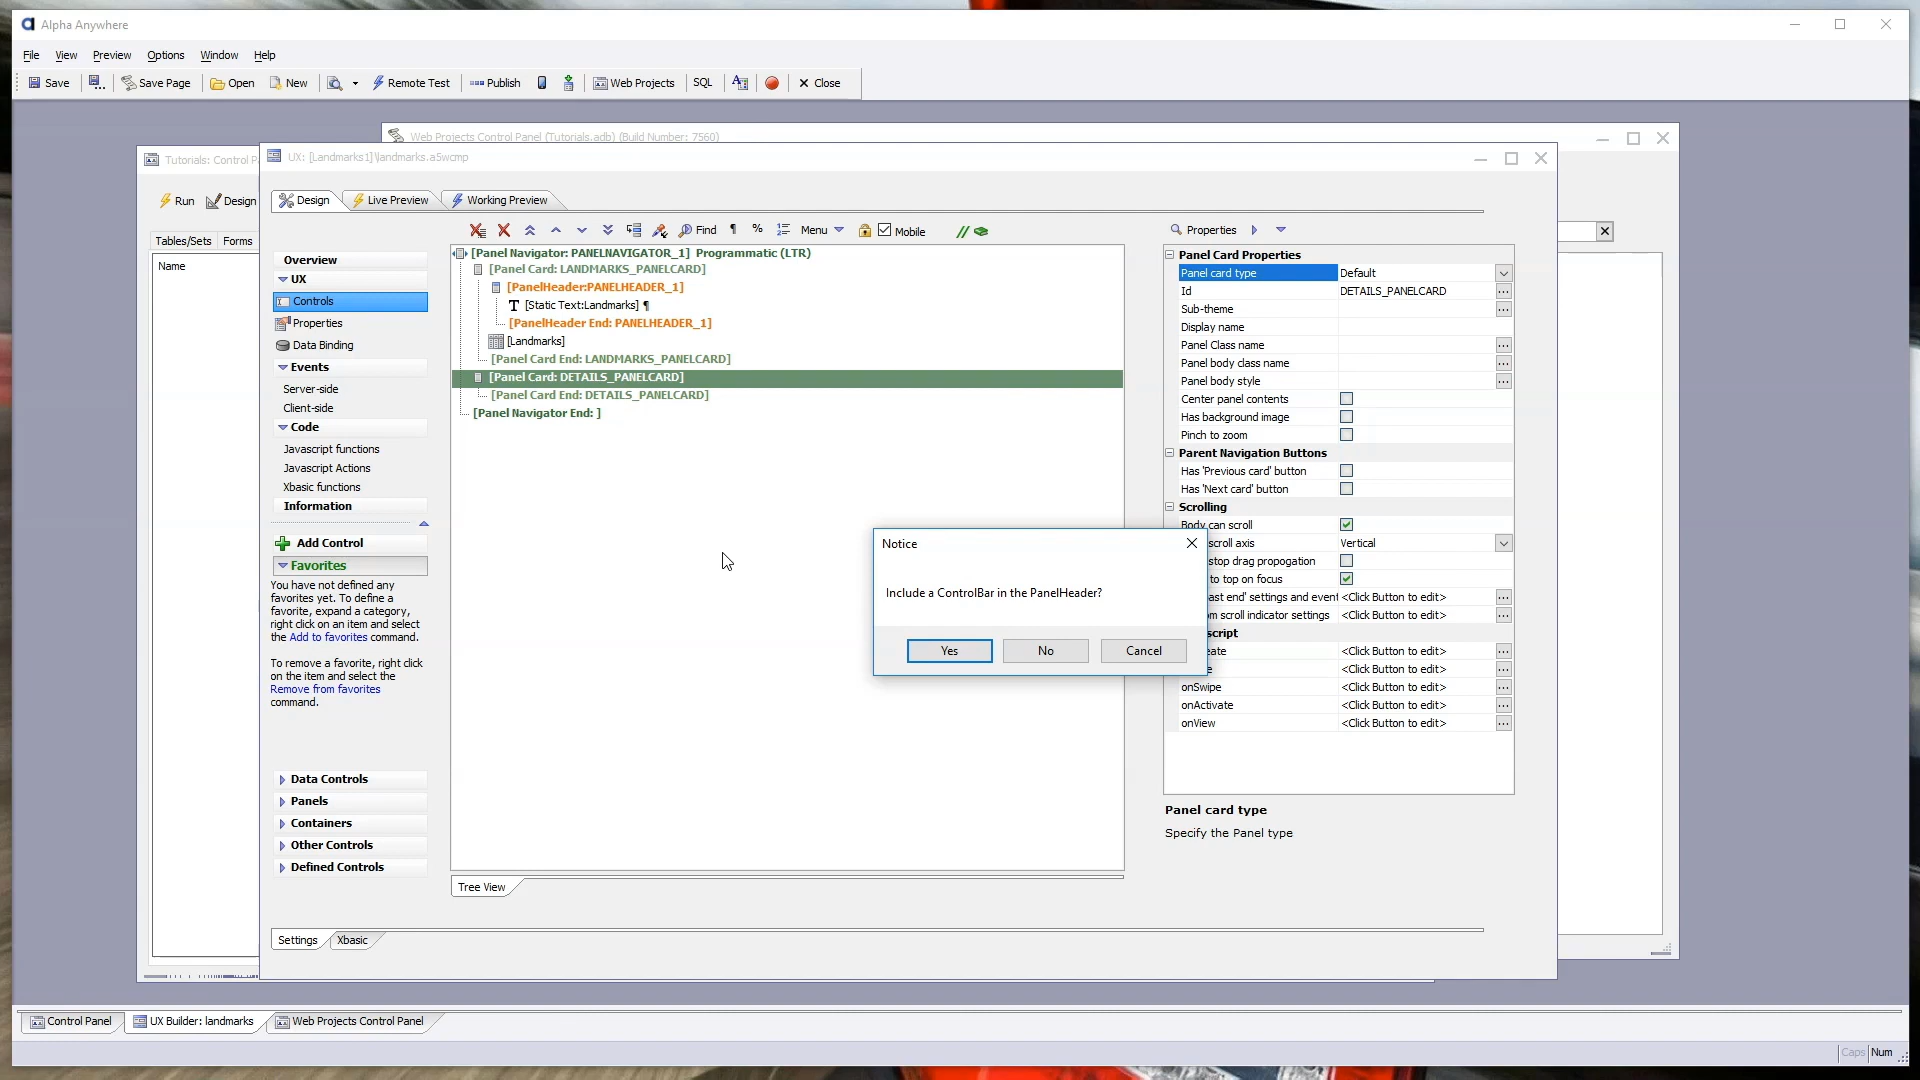 Alpha Anywhere
File View Preview Options Window Help
Save Save Page Open New Remote Test Publish Web Projects SQL Close
Web Projects Control Panel (Tutorials.adb) (Build Number: 7560)
Tutorials: Control P
UX: [Landmarks1]\landmarks.a5wcmp
Run Design
Design Live Preview Working Preview
Tables/Sets Forms
Name
Find ¶ % Menu Mobile
Properties
Overview
UX
Controls
Properties
Data Binding
Events
Server-side
Client-side
Code
Javascript functions
Javascript Actions
Xbasic functions
Information
Add Control
Favorites
You have not defined any
favorites yet. To define a
favorite, expand a category,
right click on an item and select
the Add to favorites command.
To remove a favorite, right click
on the item and select the
Remove from favorites
command.
Data Controls
Panels
Containers
Other Controls
Defined Controls
[Panel Navigator: PANELNAVIGATOR_1] Programmatic (LTR)
[Panel Card: LANDMARKS_PANELCARD]
[PanelHeader:PANELHEADER_1]
T [Static Text:Landmarks] ¶
[PanelHeader End: PANELHEADER_1]
[Landmarks]
[Panel Card End: LANDMARKS_PANELCARD]
[Panel Card: DETAILS_PANELCARD]
[Panel Card End: DETAILS_PANELCARD]
[Panel Navigator End: ]
Tree View
Settings Xbasic
Notice
Include a ControlBar in the PanelHeader?
Yes No Cancel
Panel Card Properties
Panel card type Default
Id DETAILS_PANELCARD
Sub-theme
Display name
Panel Class name
Panel body class name
Panel body style
Center panel contents
Has background image
Pinch to zoom
Parent Navigation Buttons
Has 'Previous card' button
Has 'Next card' button
Scrolling
Body can scroll
scroll axis Vertical
stop drag propogation
to top on focus
ast end' settings and event <Click Button to edit>
m scroll indicator settings <Click Button to edit>
script
eate <Click Button to edit>
e <Click Button to edit>
onSwipe <Click Button to edit>
onActivate <Click Button to edit>
onView <Click Button to edit>
Panel card type
Specify the Panel type
Control Panel UX Builder: landmarks Web Projects Control Panel
Caps Num